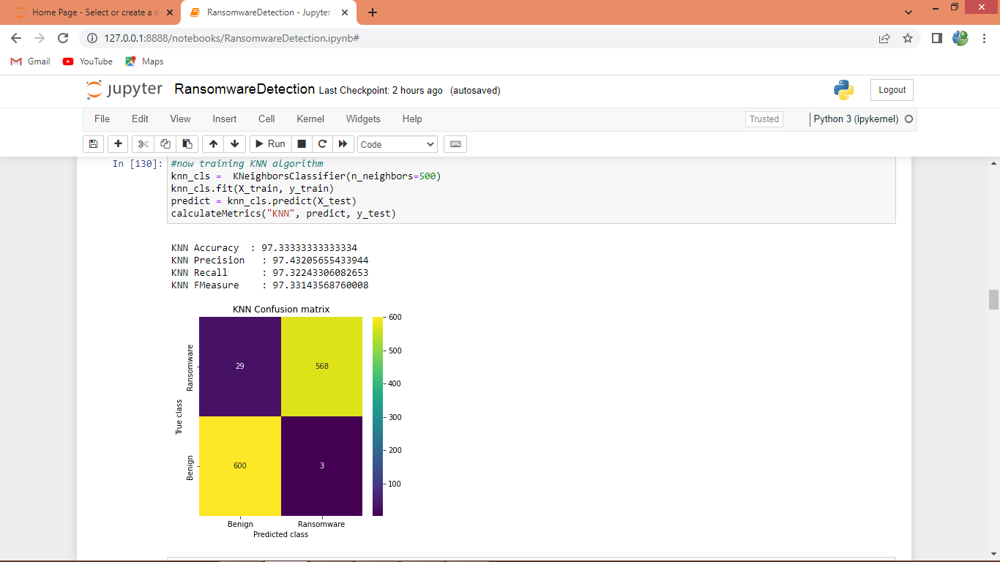 Home Page - Select or create a n
RansomwareDetection - Jupyter
127.0.0.1:8888/notebooks/RansomwareDetection.ipynb#
Gmail YouTube Maps
jupyter RansomwareDetection Last Checkpoint: 2 hours ago (autosaved)
Logout
File Edit View Insert Cell Kernel Widgets Help
Trusted Python 3 (ipykernel)
Run Code
In [130]: #now training KNN algorithm
knn_cls = KNeighborsClassifier(n_neighbors=500)
knn_cls.fit(X_train, y_train)
predict = knn_cls.predict(X_test)
calculateMetrics("KNN", predict, y_test)
KNN Accuracy : 97.33333333333334
KNN Precision : 97.43205655433944
KNN Recall : 97.32243306082653
KNN FMeasure : 97.33143568760008
KNN Confusion matrix
True class
Ransomware
29 568
Benign
600 3
Benign Ransomware
Predicted class
600
500
400
300
200
100